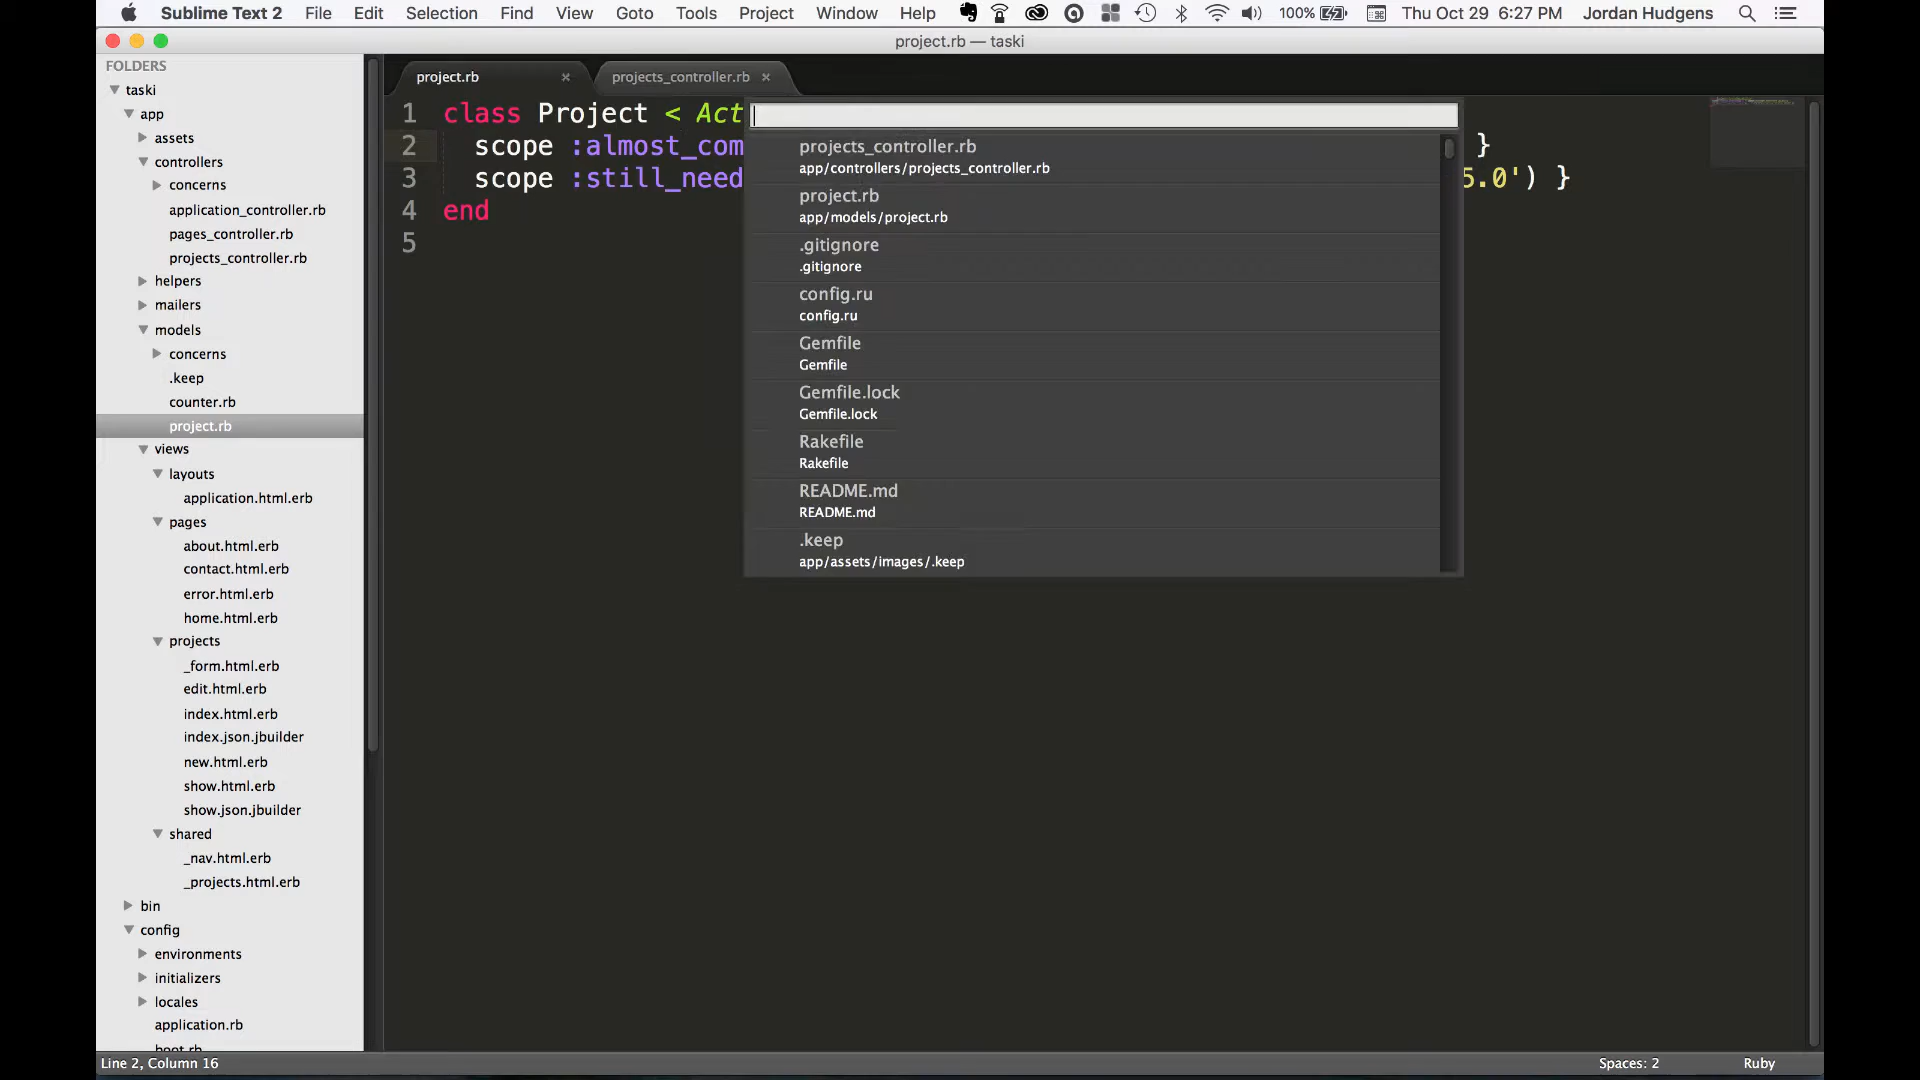 Sublime Text 2 File Edit Selection Find View Goto Tools Project Window Help 100% Thu Oct 29 6:27 PM Jordan Hudgens
project.rb — taski
FOLDERS
taski
app
assets
controllers
concerns
application_controller.rb
pages_controller.rb
projects_controller.rb
helpers
mailers
models
concerns
.keep
counter.rb
project.rb
views
layouts
application.html.erb
pages
about.html.erb
contact.html.erb
error.html.erb
home.html.erb
projects
_form.html.erb
edit.html.erb
index.html.erb
index.json.jbuilder
new.html.erb
show.html.erb
show.json.jbuilder
shared
_nav.html.erb
_projects.html.erb
bin
config
environments
initializers
locales
application.rb
boot.rb
project.rb × projects_controller.rb ×
1 class Project < Act
2 scope :almost_com }
3 scope :still_need 5.0') }
4 end
5
projects_controller.rb
app/controllers/projects_controller.rb
project.rb
app/models/project.rb
.gitignore
.gitignore
config.ru
config.ru
Gemfile
Gemfile
Gemfile.lock
Gemfile.lock
Rakefile
Rakefile
README.md
README.md
.keep
app/assets/images/.keep
Line 2, Column 16 Spaces: 2 Ruby